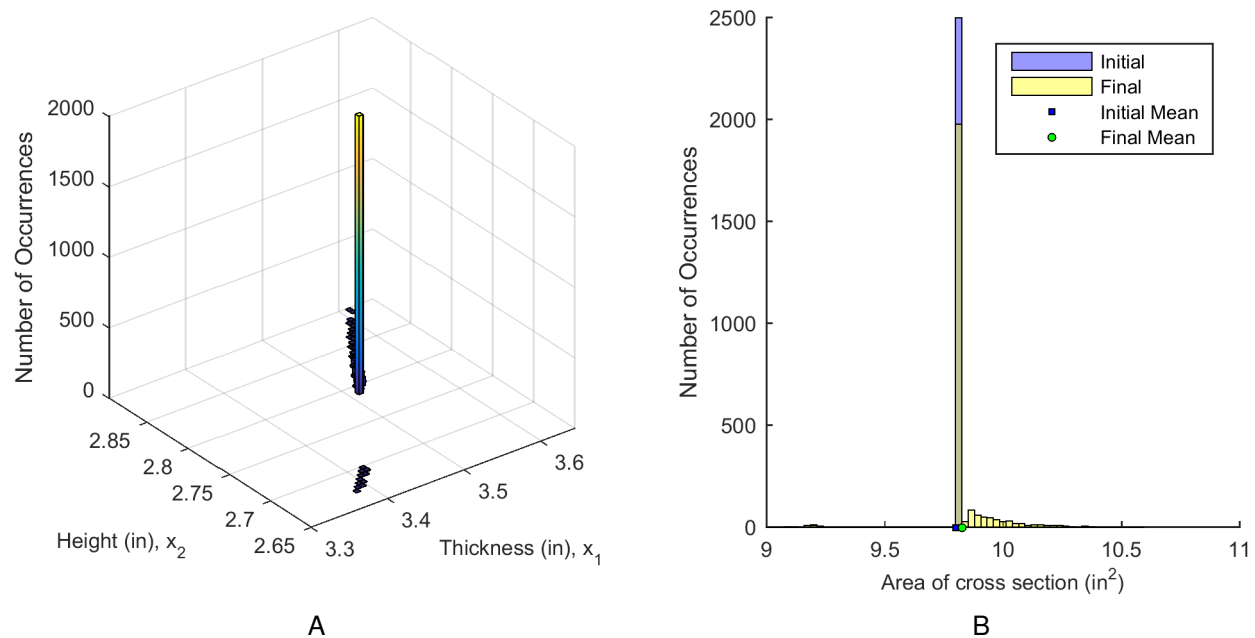 2000
1500
1000
500
0
Number of Occurrences
2.85
2.8
2.75
2.7
2.65
Height (in), x2
3.3
3.4
3.5
3.6
Thickness (in), x1
A
2500
2000
1500
1000
500
0
Number of Occurrences
Initial
Final
Initial Mean
Final Mean
9
9.5
10
10.5
11
Area of cross section (in2)
B